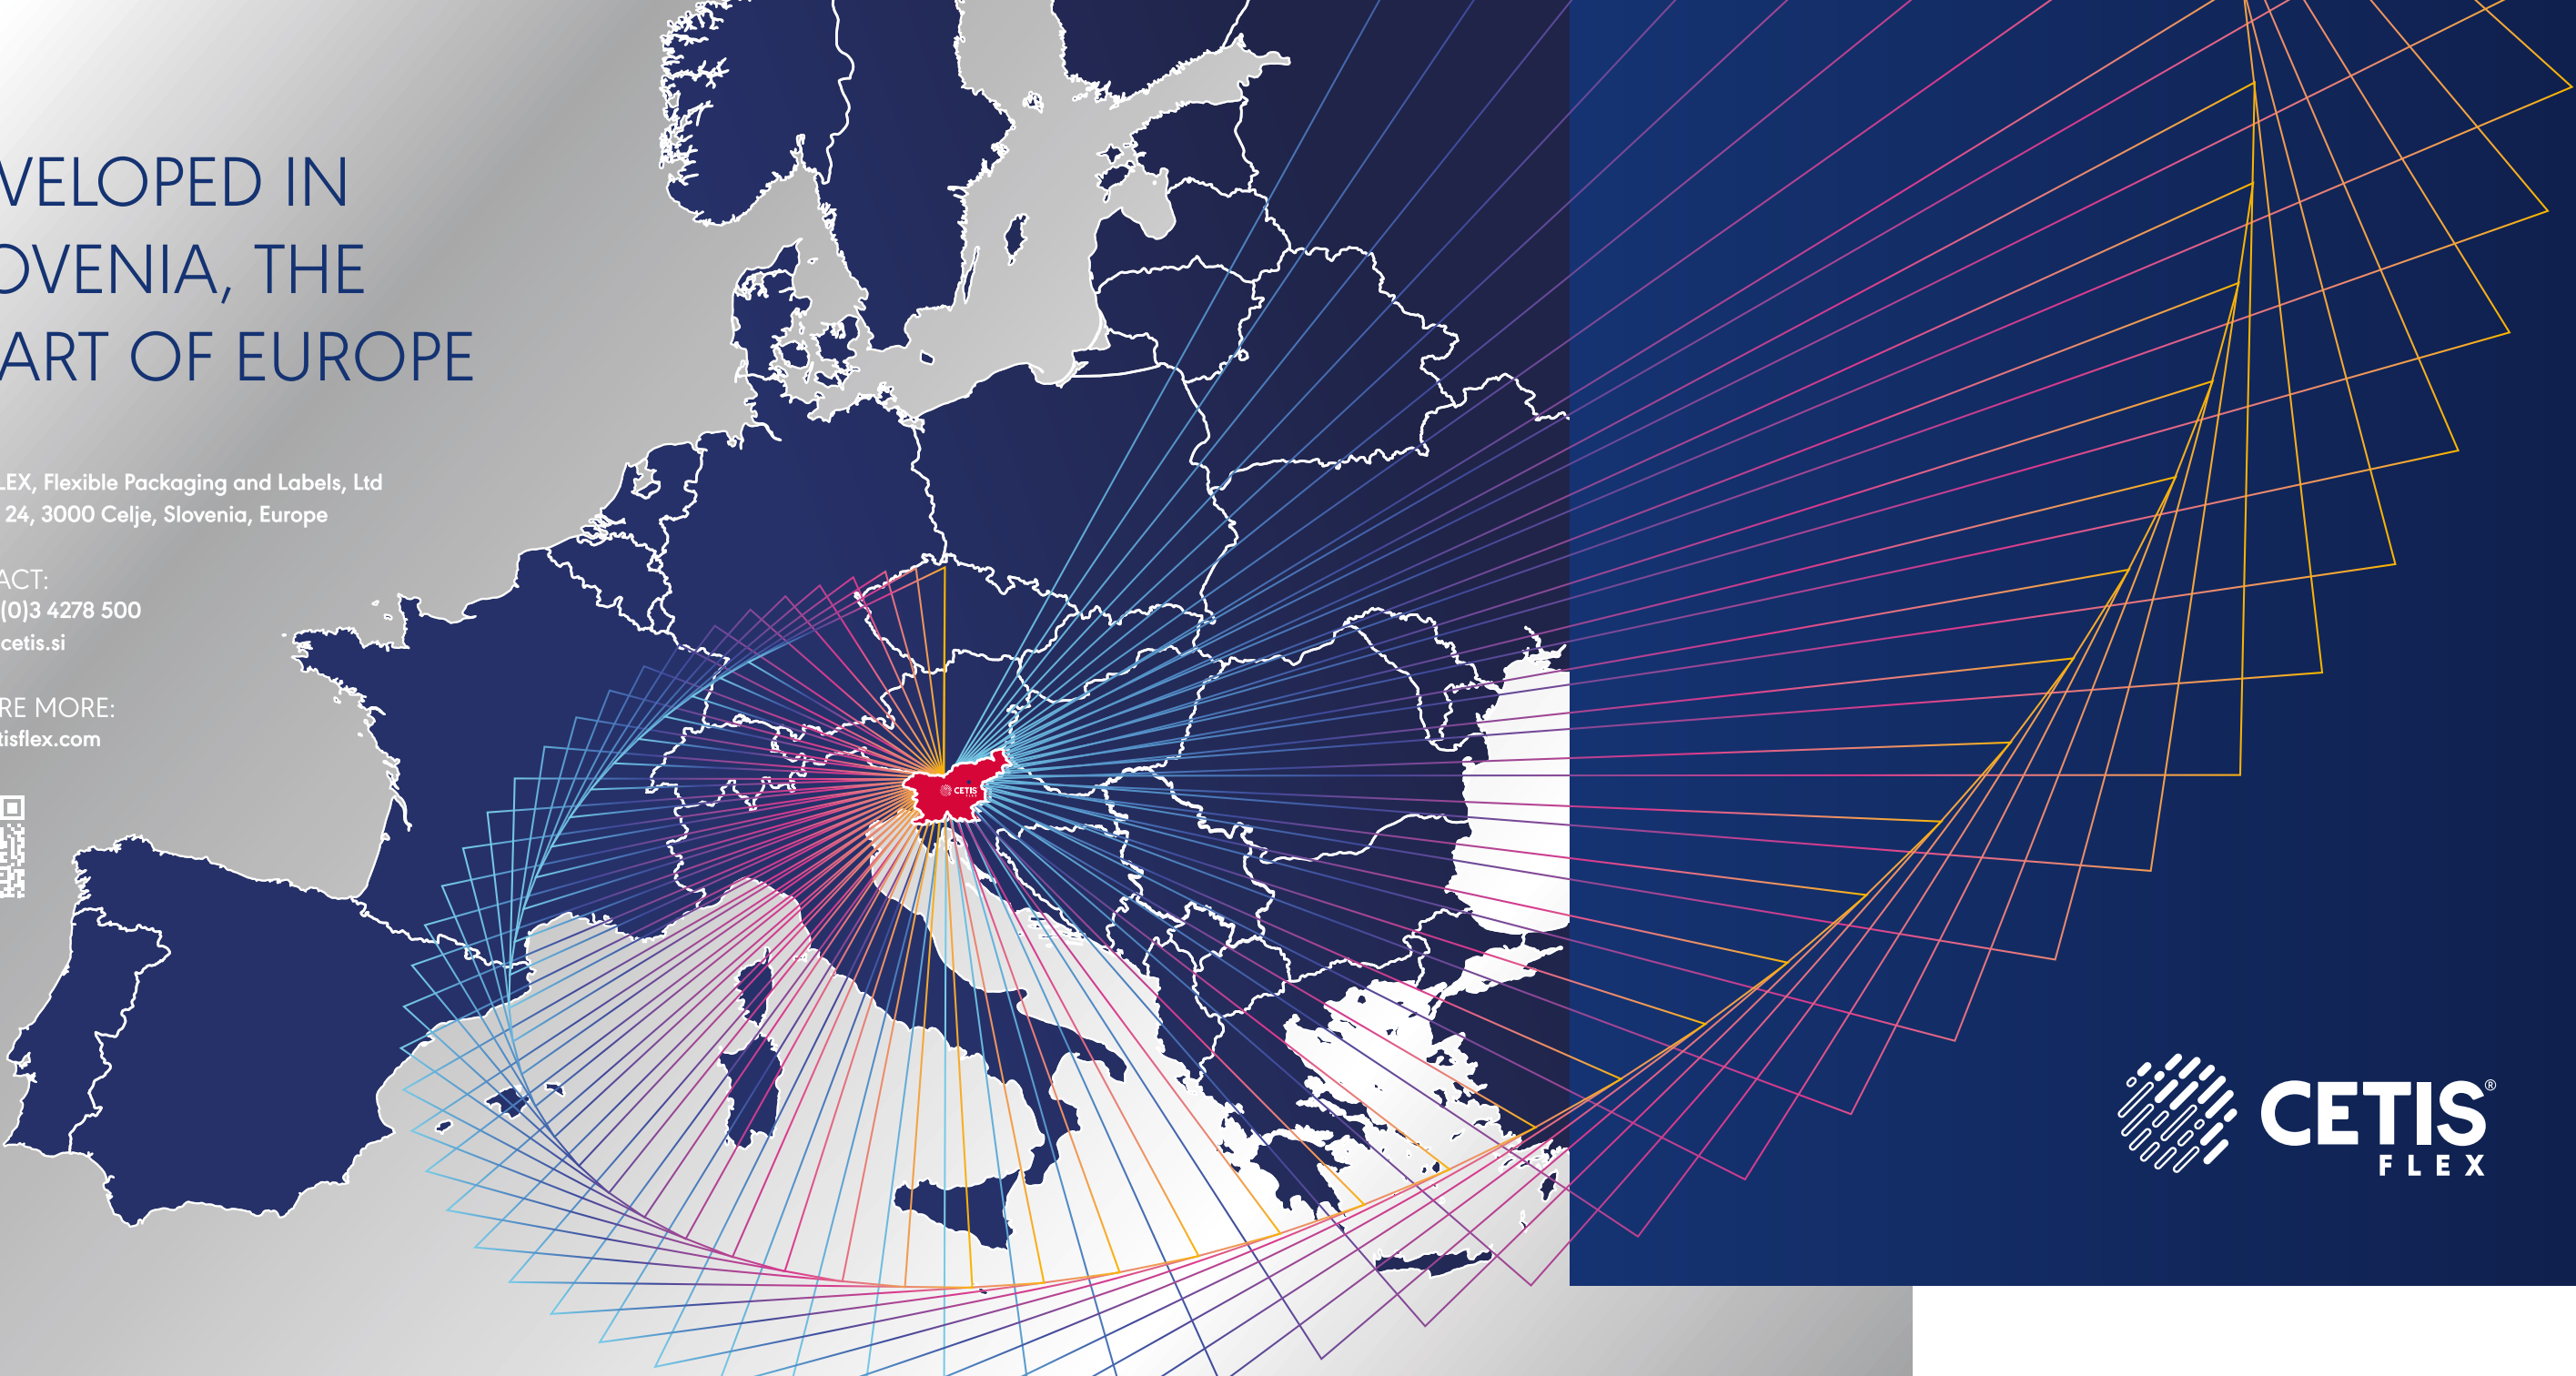 VELOPED IN
OVENIA, THE
ART OF EUROPE
LEX, Flexible Packaging and Labels, Ltd
24, 3000 Celje, Slovenia, Europe
ACT:
(0)3 4278 500
cetis.si
RE MORE:
tisflex.com
CETIS
FLEX
CETIS®
FLEX